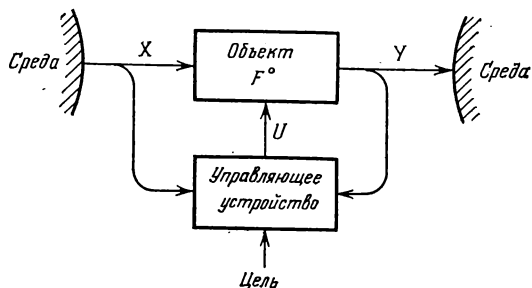 X
Объект
F°
Y
Среда
Среда
U
Управляющее
устройство
Цель